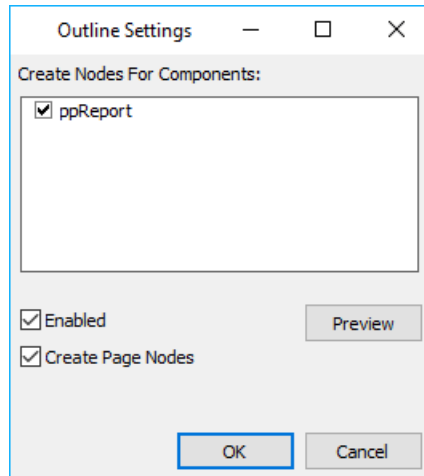 Outline Settings
Create Nodes For Components:
ppReport
Enabled
Preview
Create Page Nodes
OK
Cancel